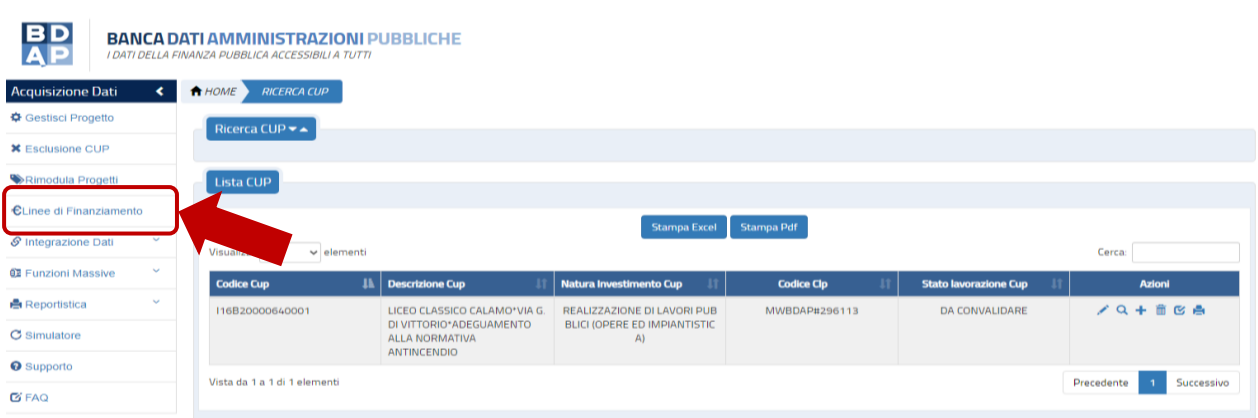 BD
AP
BANCA DATI AMMINISTRAZIONI PUBBLICHE
I DATI DELLA FINANZA PUBBLICA ACCESSIBILI A TUTTI
Acquisizione Dati
HOME
RICERCA CUP
Gestisci Progetto
Esclusione CUP
Rimodula Progetti
Linee di Finanziamento
Integrazione Dati
Funzioni Massive
Reportistica
Simulatore
Supporto
FAQ
Ricerca CUP
Lista CUP
Stampa Excel
Stampa Pdf
elementi
Cerca:
Codice Cup
Descrizione Cup
Natura Investimento Cup
Codice Clp
Stato lavorazione Cup
Azioni
I16B20000640001
LICEO CLASSICO CALAMO*VIA G.
DI VITTORIO*ADEGUAMENTO
ALLA NORMATIVA
ANTINCENDIO
REALIZZAZIONE DI LAVORI PUB
BLICI (OPERE ED IMPIANTISTIC
A)
MWBDAP#296113
DA CONVALIDARE
Vista da 1 a 1 di 1 elementi
Precedente
1
Successivo